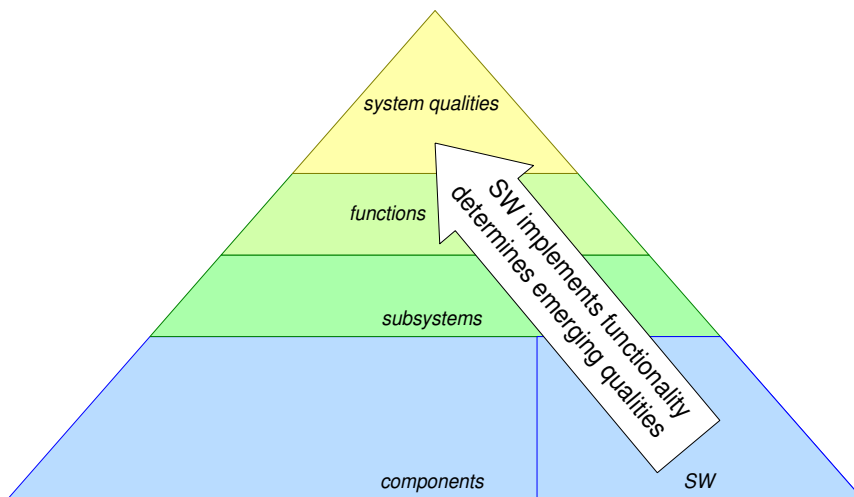 system qualities
functions
SW implements functionality
determines emerging qualities
subsystems
components
SW